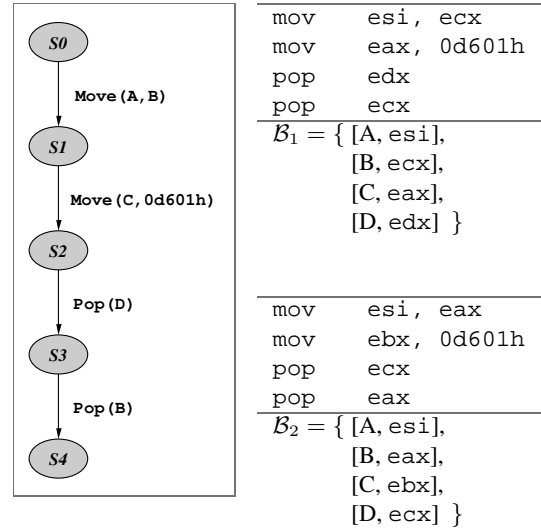 S0
Move(A,B)
S1
Move(C,0d601h)
S2
Pop(D)
S3
Pop(B)
S4
mov esi, ecx
mov eax, 0d601h
pop edx
pop ecx
ℬ₁ = { [A, esi],
[B, ecx],
[C, eax],
[D, edx] }
mov esi, eax
mov ebx, 0d601h
pop ecx
pop eax
ℬ₂ = { [A, esi],
[B, eax],
[C, ebx],
[D, ecx] }